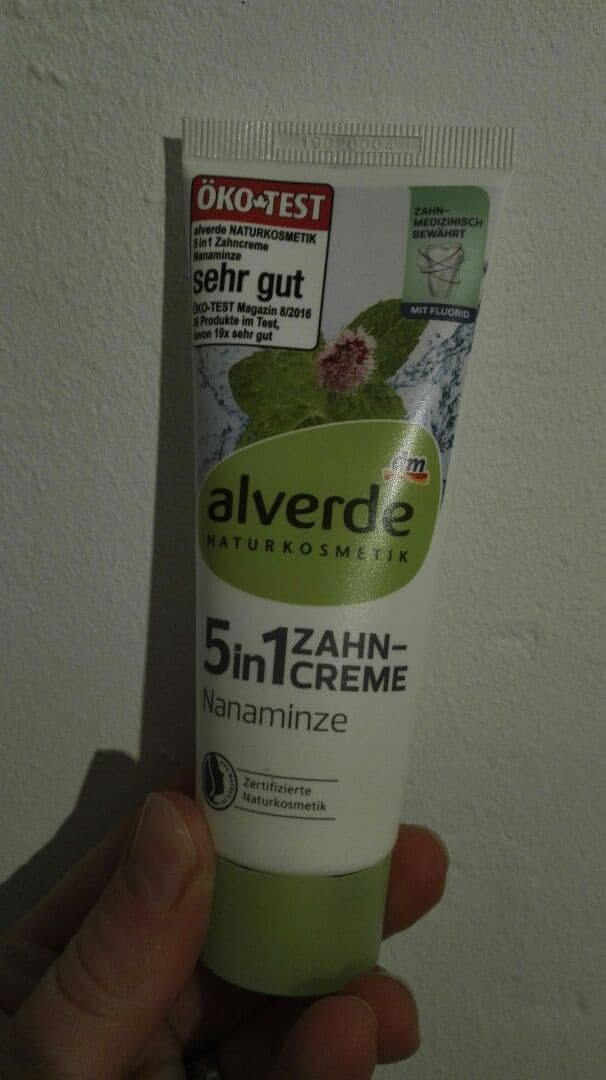 ÖKO-TEST
alverde NATURKOSMETIK
5 in1 Zahncreme
Nanaminze
sehr gut
ÖKO-TEST Magazin 8/2016
Produkte im Test,
davon 19x sehr gut
ZAHN-
MEDIZINISCH
BEWÄHRT
MIT FLUORID
dm
alverde
NATURKOSMETIK
5in1 ZAHN-
CREME
Nanaminze
Zertifizierte
Naturkosmetik